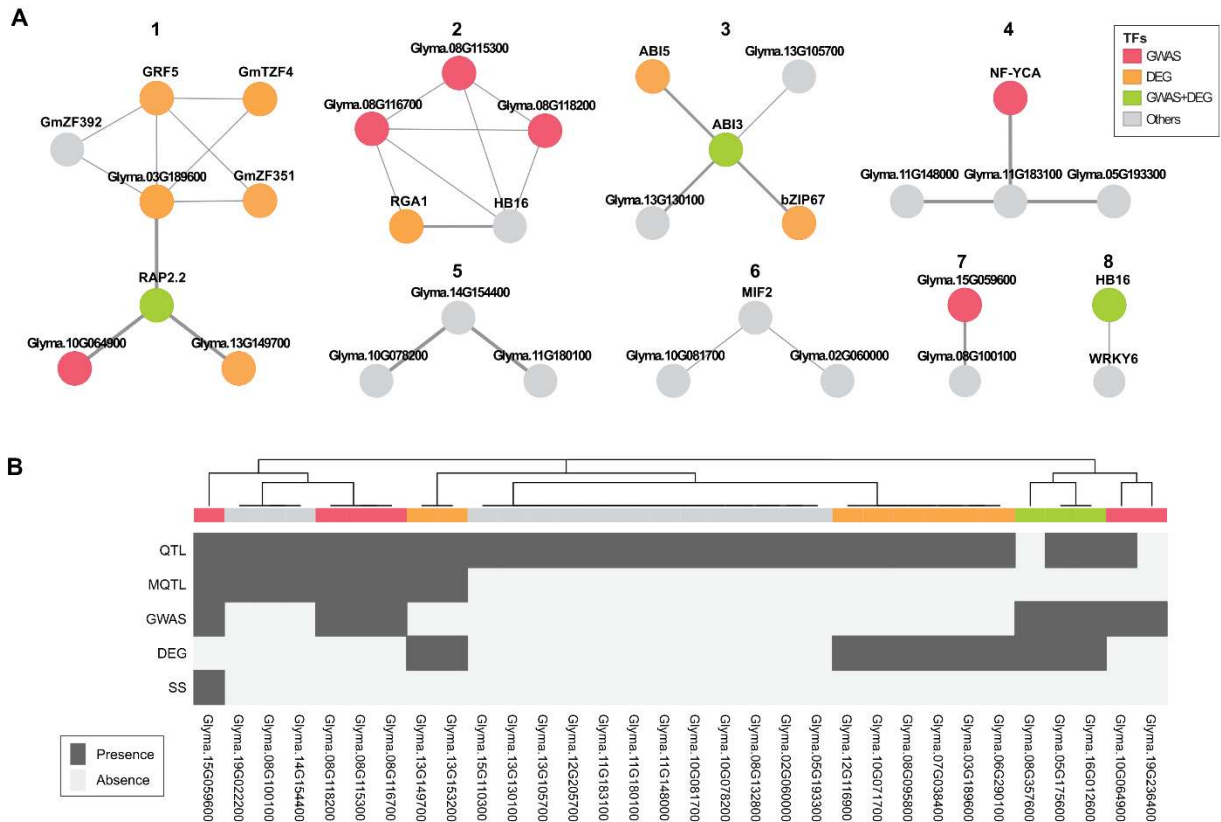 A
1
2
3
4
TFs
GWAS
DEG
GWAS+DEG
Others
GRF5
GmTZF4
GmZF392
Glyma.03G189600
GmZF351
RAP2.2
Glyma.10G064900
Glyma.13G149700
Glyma.08G115300
Glyma.08G116700
Glyma.08G118200
RGA1
HB16
ABI5
Glyma.13G105700
ABI3
Glyma.13G130100
bZIP67
NF-YCA
Glyma.11G148000
Glyma.11G183100
Glyma.05G193300
5
Glyma.14G154400
Glyma.10G078200
Glyma.11G180100
6
MIF2
Glyma.10G081700
Glyma.02G060000
7
Glyma.15G059600
Glyma.08G100100
8
HB16
WRKY6
B
QTL
MQTL
GWAS
DEG
SS
Presence
Absence
Glyma.15G059600
Glyma.19G022200
Glyma.08G100100
Glyma.14G154400
Glyma.08G118200
Glyma.08G115300
Glyma.08G116700
Glyma.13G149700
Glyma.13G153200
Glyma.15G110300
Glyma.13G130100
Glyma.13G105700
Glyma.12G205700
Glyma.11G183100
Glyma.11G180100
Glyma.11G148000
Glyma.10G081700
Glyma.10G078200
Glyma.08G132800
Glyma.02G060000
Glyma.05G193300
Glyma.12G116900
Glyma.10G071700
Glyma.08G095800
Glyma.07G038400
Glyma.03G189600
Glyma.06G290100
Glyma.08G357600
Glyma.05G175600
Glyma.16G012600
Glyma.10G064900
Glyma.19G236400